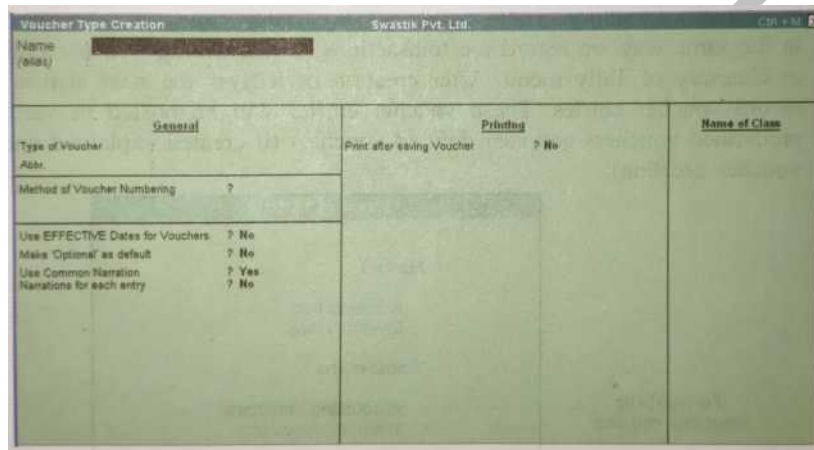 Voucher Type Creation Swastik Pvt. Ltd. Ctrl + M
Name
(alias)
General Printing Name of Class
Type of Voucher Print after saving Voucher ? No
Abbr.
Method of Voucher Numbering ?
Use EFFECTIVE Dates for Vouchers ? No
Make 'Optional' as default ? No
Use Common Narration ? Yes
Narrations for each entry ? No